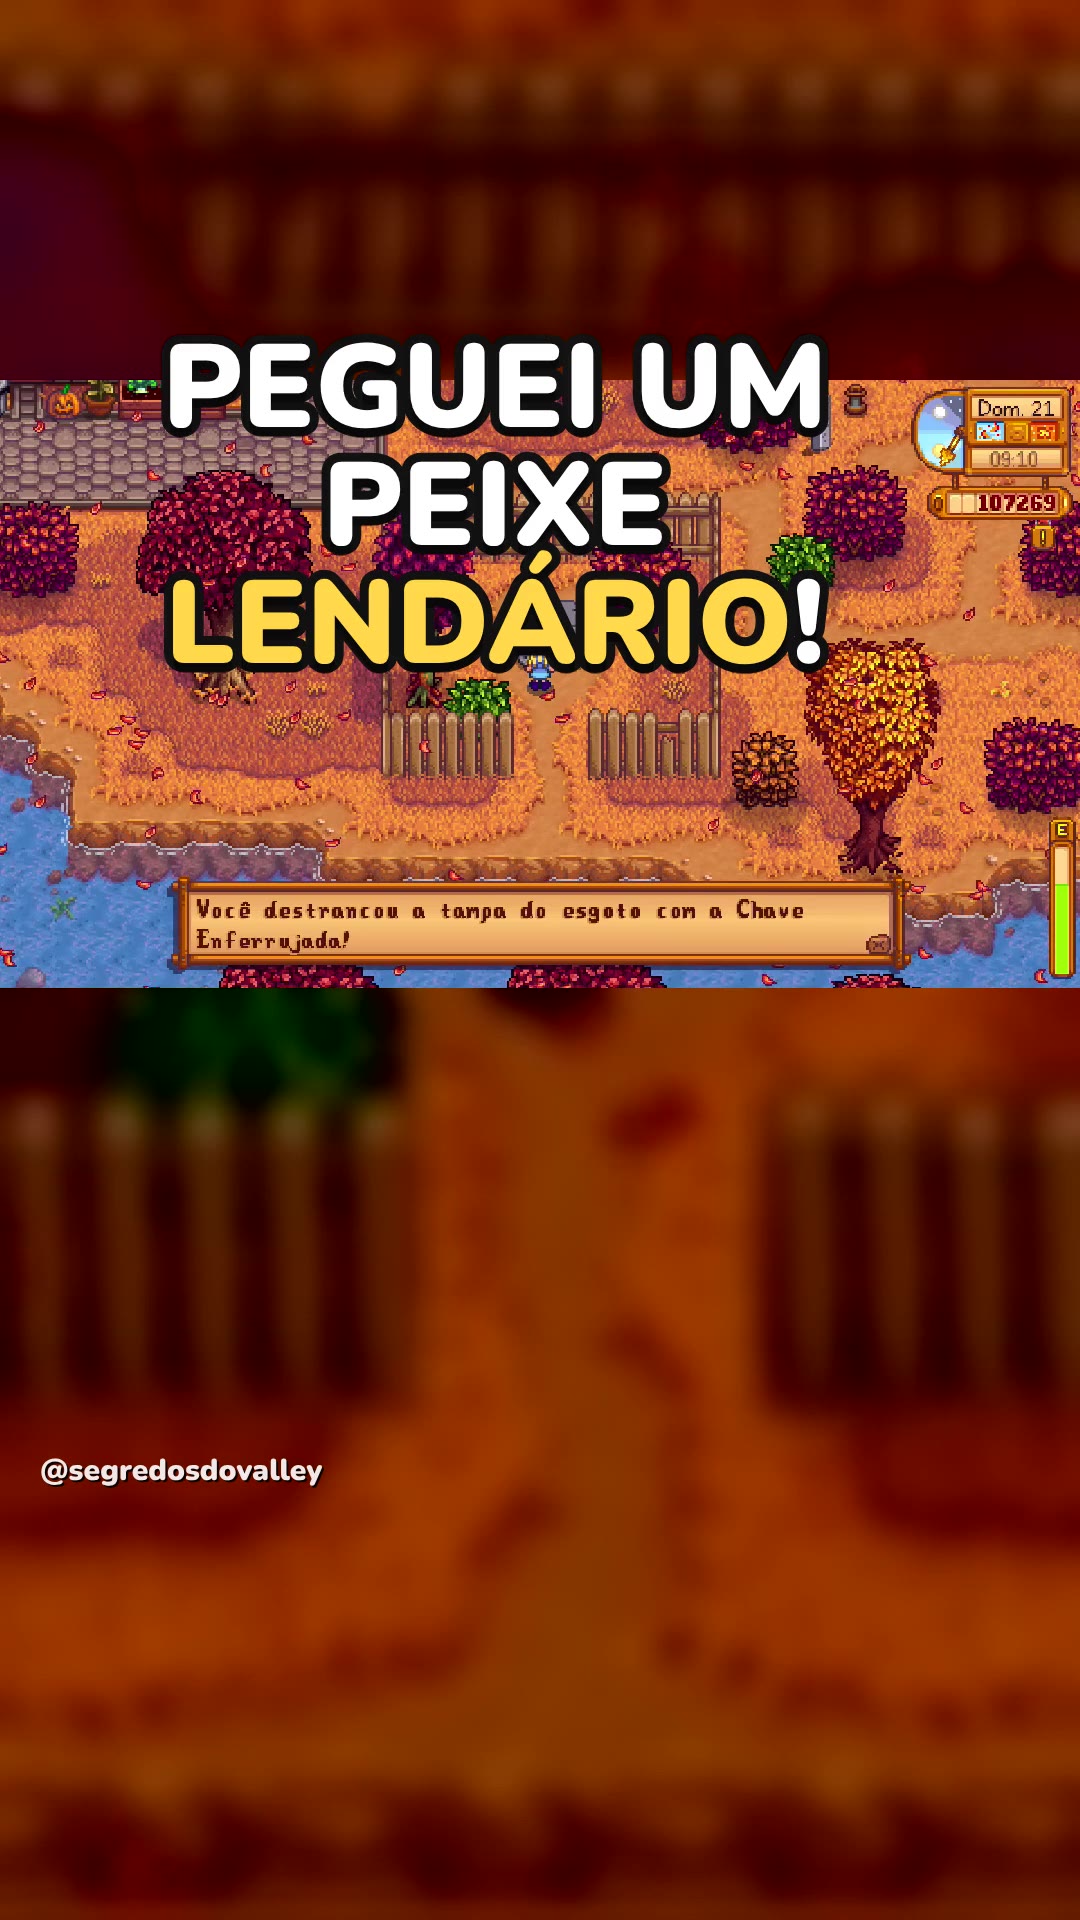 PEGUEI UM
PEIXE
LENDÁRIO!
Dom. 21
09:10
107269
!
E
Você destrancou a tampa do esgoto com a Chave
Enferrujada!
@segredosdovalley